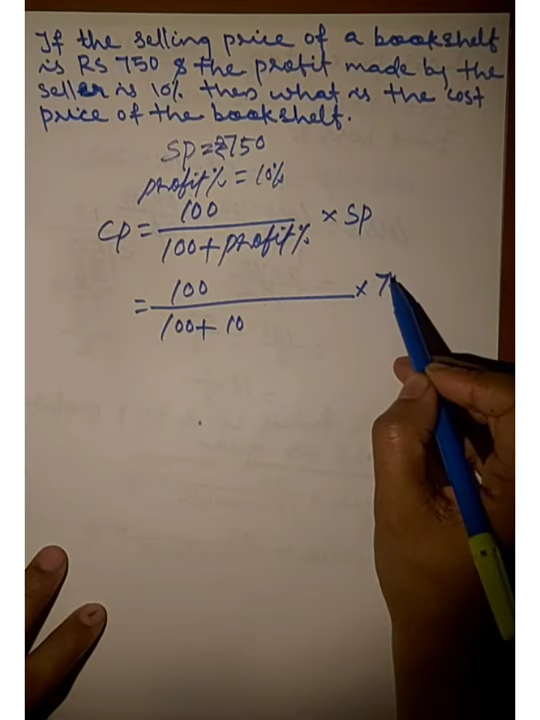 If the selling price of a bookshelf
is RS 750 & the profit made by the
seller is 10% then what is the cost
price of the bookshelf.
SP = ₹750
profit% = 10%
CP = 100 / 100 + profit% × SP
= 100 / 100 + 10 × 7